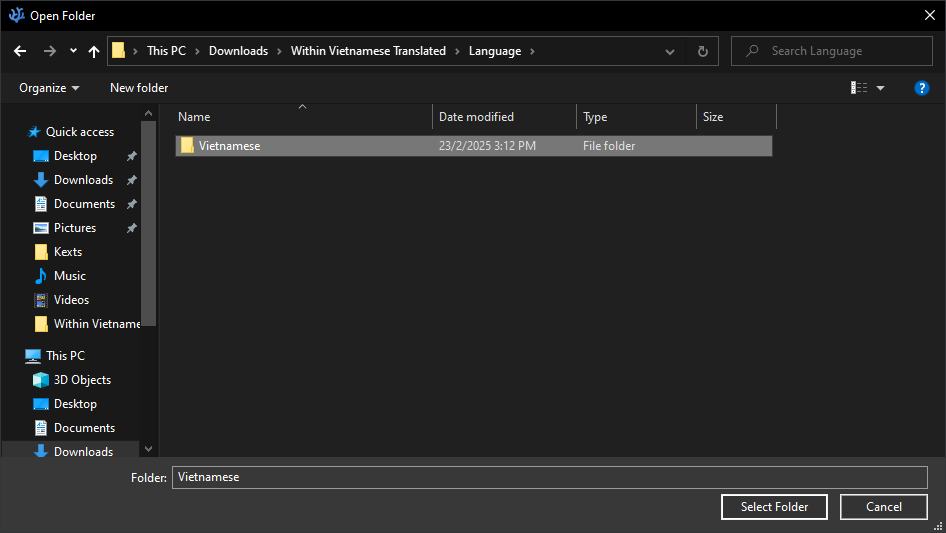 Open Folder
This PC Downloads Within Vietnamese Translated Language
Search Language
Organize New folder
Name Date modified Type Size
Vietnamese 23/2/2025 3:12 PM File folder
Quick access
Desktop
Downloads
Documents
Pictures
Kexts
Music
Videos
Within Vietname
This PC
3D Objects
Desktop
Documents
Downloads
Folder: Vietnamese
Select Folder Cancel